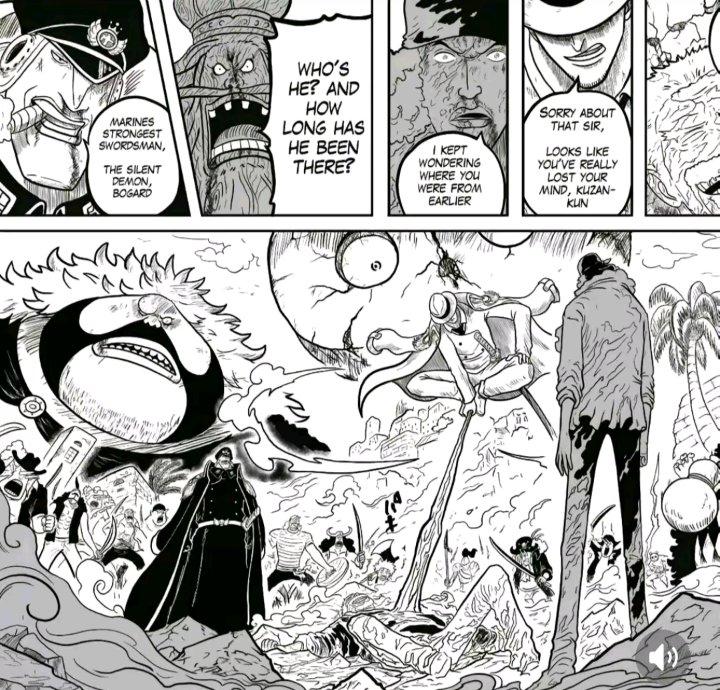 MARINES
STRONGEST
SWORDSMAN,
THE SILENT
DEMON,
BOGARD
WHO'S
HE? AND
HOW
LONG HAS
HE BEEN
THERE?
I KEPT
WONDERING
WHERE YOU
WERE FROM
EARLIER
SORRY ABOUT
THAT SIR,
LOOKS LIKE
YOU'VE REALLY
LOST YOUR
MIND, KUZAN-
KUN